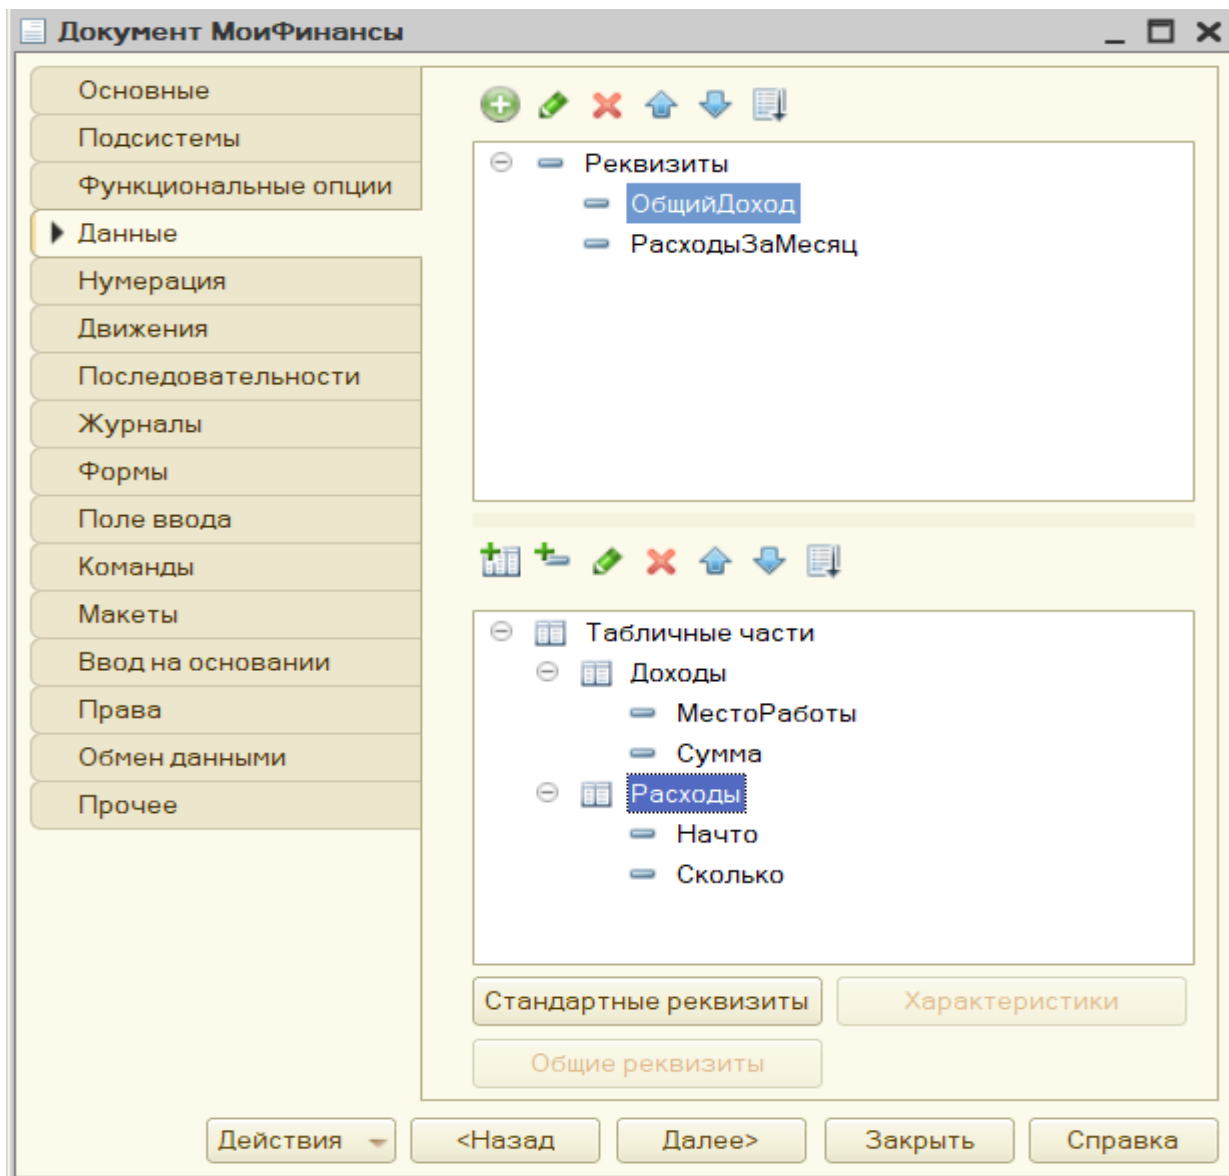 Документ МоиФинансы
Основные
Подсистемы
Функциональные опции
Данные
Нумерация
Движения
Последовательности
Журналы
Формы
Поле ввода
Команды
Макеты
Ввод на основании
Права
Обмен данными
Прочее
Реквизиты
ОбщийДоход
РасходыЗаМесяц
Табличные части
Доходы
МестоРаботы
Сумма
Расходы
Начто
Сколько
Стандартные реквизиты
Характеристики
Общие реквизиты
Действия
<Назад
Далее>
Закрыть
Справка